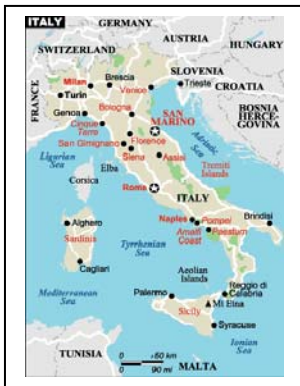 ITALY
GERMANY
AUSTRIA
HUNGARY
SWITZERLAND
SLOVENIA
CROATIA
BOSNIA
HERCE-
GOVINA
FRANCE
Milan
Brescia
Trieste
Turin
Venice
Genoa
Bologna
SAN
MARINO
Cinque
Terre
Florence
San Gimignano
Siena
Assisi
Adriatic
Sea
Ligurian
Sea
Elba
Tremiti
Islands
Corsica
Roma
ITALY
Naples
Pompei
Brindisi
Amalfi
Coast
Paestum
Alghero
Sardinia
Tyrrhenian
Sea
Cagliari
Aeolian
Islands
Reggio di
Calabria
Mediterranean
Sea
Palermo
Mt Etna
Sicily
Syracuse
Ionian
Sea
TUNISIA
MALTA
0
90 mi